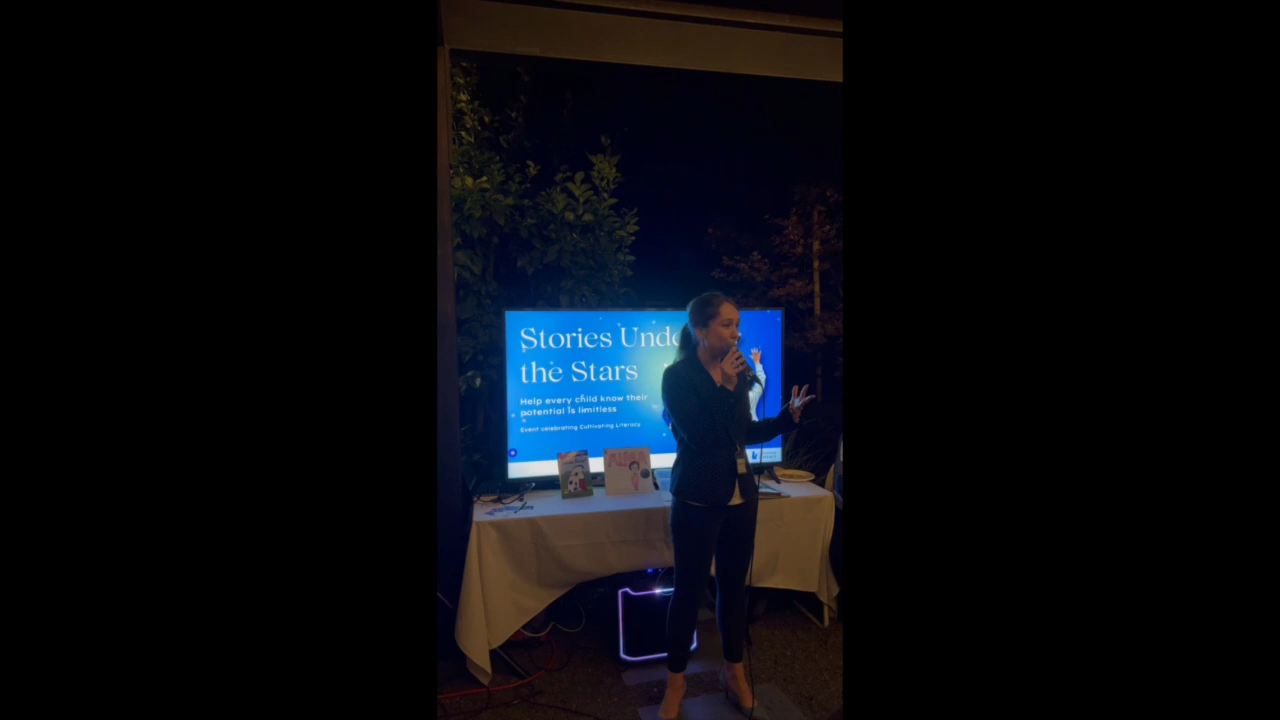 Stories Unde
the Stars
Help every child know their
potential is limitless
Event celebrating Cultivating Literacy